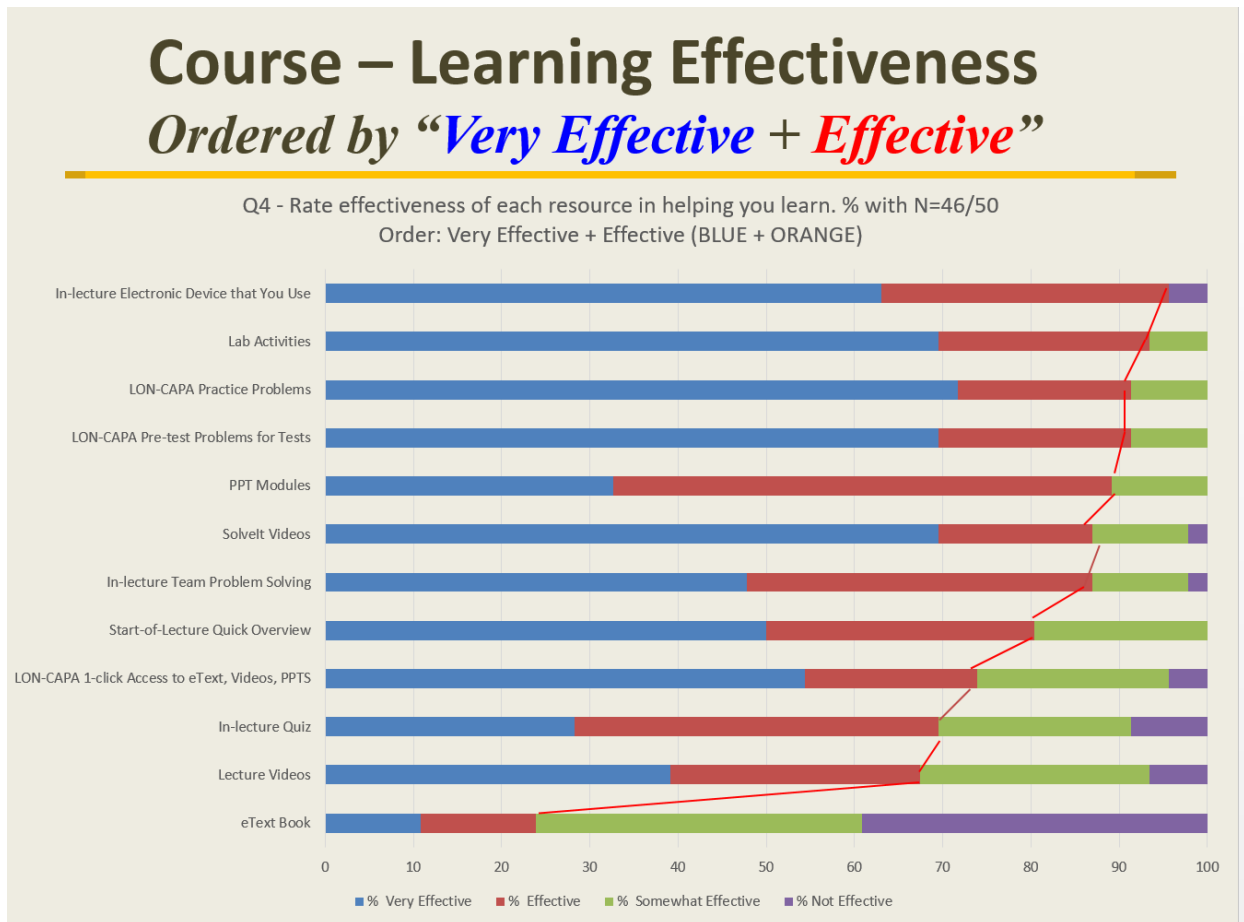 Course – Learning Effectiveness
Ordered by “Very Effective + Effective”
Q4 - Rate effectiveness of each resource in helping you learn. % with N=46/50
Order: Very Effective + Effective (BLUE + ORANGE)
In-lecture Electronic Device that You Use
Lab Activities
LON-CAPA Practice Problems
LON-CAPA Pre-test Problems for Tests
PPT Modules
SolveIt Videos
In-lecture Team Problem Solving
Start-of-Lecture Quick Overview
LON-CAPA 1-click Access to eText, Videos, PPTS
In-lecture Quiz
Lecture Videos
eText Book
0 10 20 30 40 50 60 70 80 90 100
% Very Effective % Effective % Somewhat Effective % Not Effective